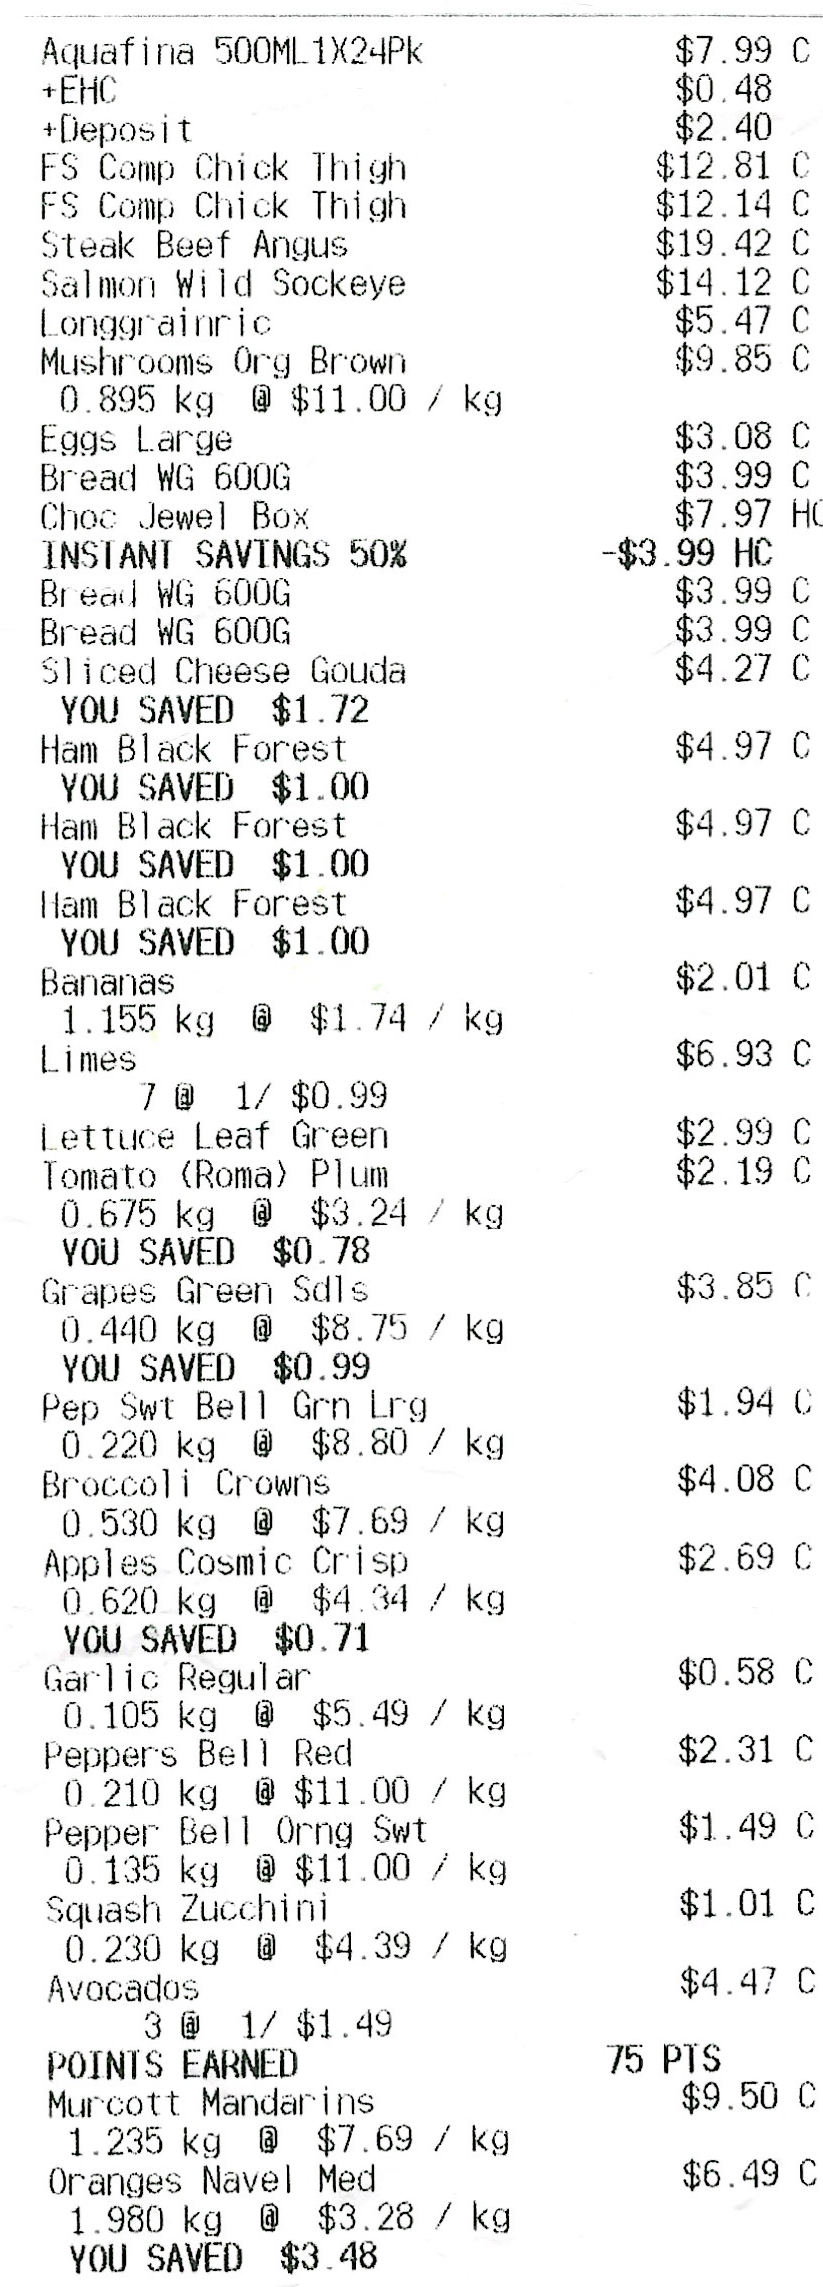 Aquafina 500ML1X24Pk $7.99 C
+EHC $0.48
+Deposit $2.40
FS Comp Chick Thigh $12.81 C
FS Comp Chick Thigh $12.14 C
Steak Beef Angus $19.42 C
Salmon Wild Sockeye $14.12 C
Longgrainric $5.47 C
Mushrooms Org Brown $9.85 C
0.895 kg @ $11.00 / kg
Eggs Large $3.08 C
Bread WG 600G $3.99 C
Choc Jewel Box $7.97 HC
INSTANT SAVINGS 50% -$3.99 HC
Bread WG 600G $3.99 C
Bread WG 600G $3.99 C
Sliced Cheese Gouda $4.27 C
YOU SAVED $1.72
Ham Black Forest $4.97 C
YOU SAVED $1.00
Ham Black Forest $4.97 C
YOU SAVED $1.00
Ham Black Forest $4.97 C
YOU SAVED $1.00
Bananas $2.01 C
1.155 kg @ $1.74 / kg
Limes $6.93 C
7 @ 1/ $0.99
Lettuce Leaf Green $2.99 C
Tomato (Roma) Plum $2.19 C
0.675 kg @ $3.24 / kg
YOU SAVED $0.78
Grapes Green Sdls $3.85 C
0.440 kg @ $8.75 / kg
YOU SAVED $0.99
Pep Swt Bell Grn Lrg $1.94 C
0.220 kg @ $8.80 / kg
Broccoli Crowns $4.08 C
0.530 kg @ $7.69 / kg
Apples Cosmic Crisp $2.69 C
0.620 kg @ $4.34 / kg
YOU SAVED $0.71
Garlic Regular $0.58 C
0.105 kg @ $5.49 / kg
Peppers Bell Red $2.31 C
0.210 kg @ $11.00 / kg
Pepper Bell Orng Swt $1.49 C
0.135 kg @ $11.00 / kg
Squash Zucchini $1.01 C
0.230 kg @ $4.39 / kg
Avocados $4.47 C
3 @ 1/ $1.49
POINTS EARNED 75 PTS
Murcott Mandarins $9.50 C
1.235 kg @ $7.69 / kg
Oranges Navel Med $6.49 C
1.980 kg @ $3.28 / kg
YOU SAVED $3.48